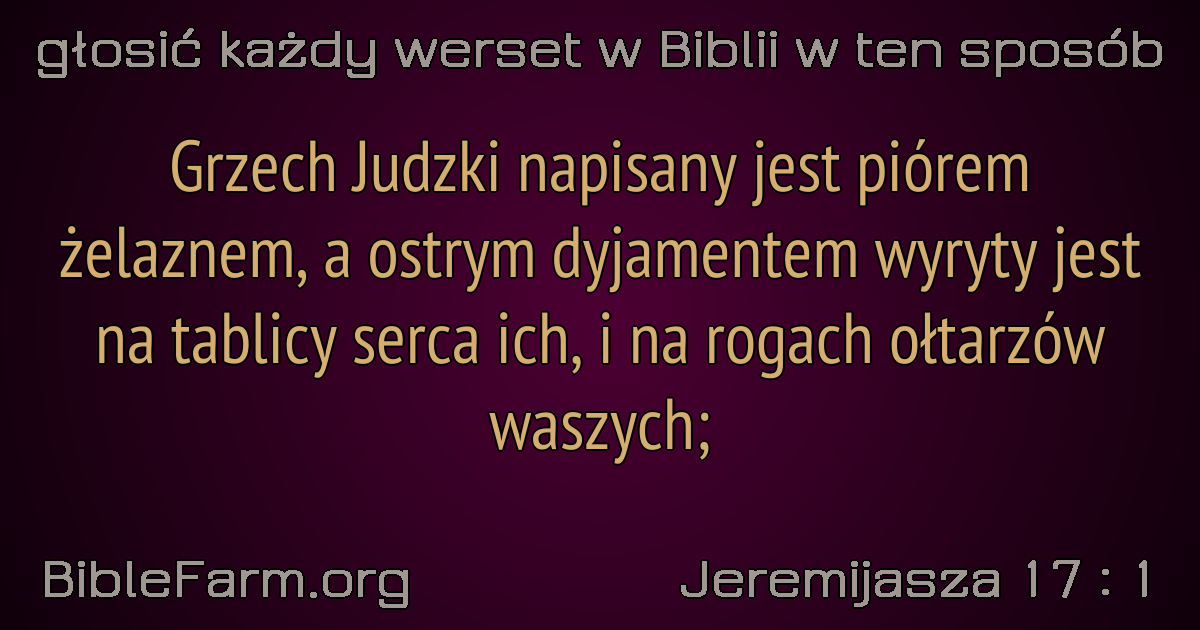 głosić każdy werset w Biblii w ten sposób
Grzech Judzki napisany jest piórem
żelaznem, a ostrym dyjamentem wyryty jest
na tablicy serca ich, i na rogach ołtarzów
waszych;
BibleFarm.org
Jeremijasza 17 : 1